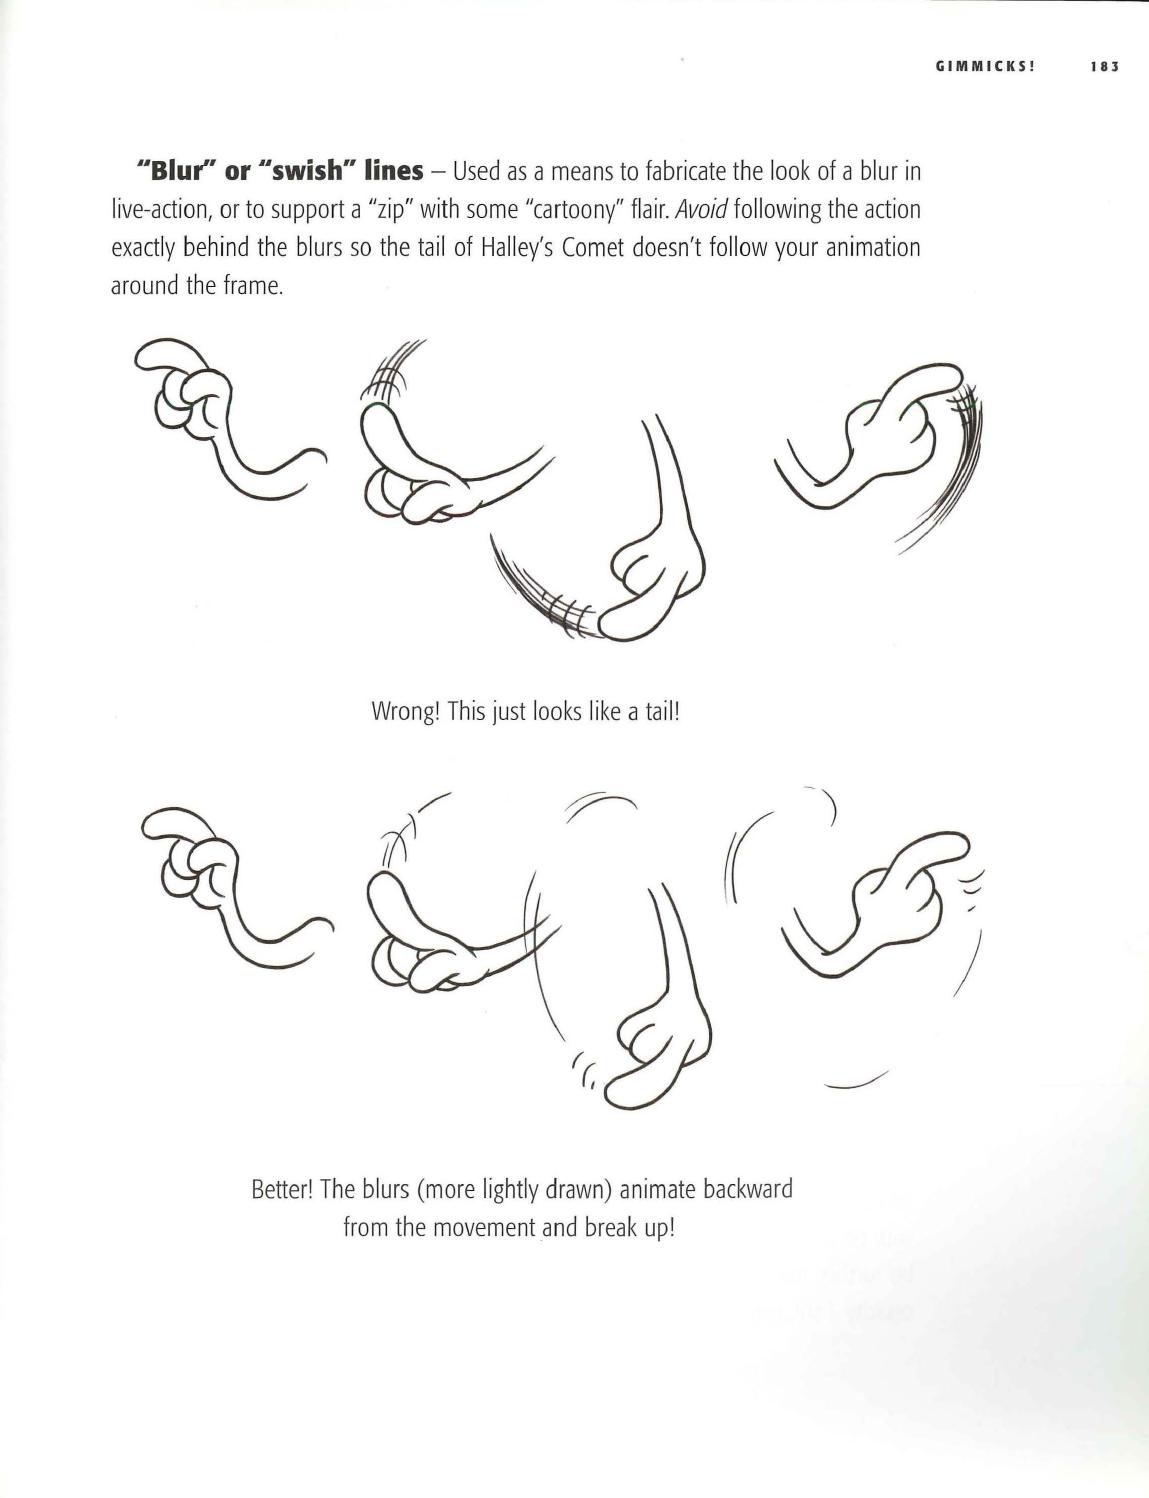 GIMMICKS! 183
“Blur” or “swish” lines – Used as a means to fabricate the look of a blur in
live-action, or to support a “zip” with some “cartoony” flair. Avoid following the action
exactly behind the blurs so the tail of Halley’s Comet doesn’t follow your animation
around the frame.
Wrong! This just looks like a tail!
Better! The blurs (more lightly drawn) animate backward
from the movement and break up!